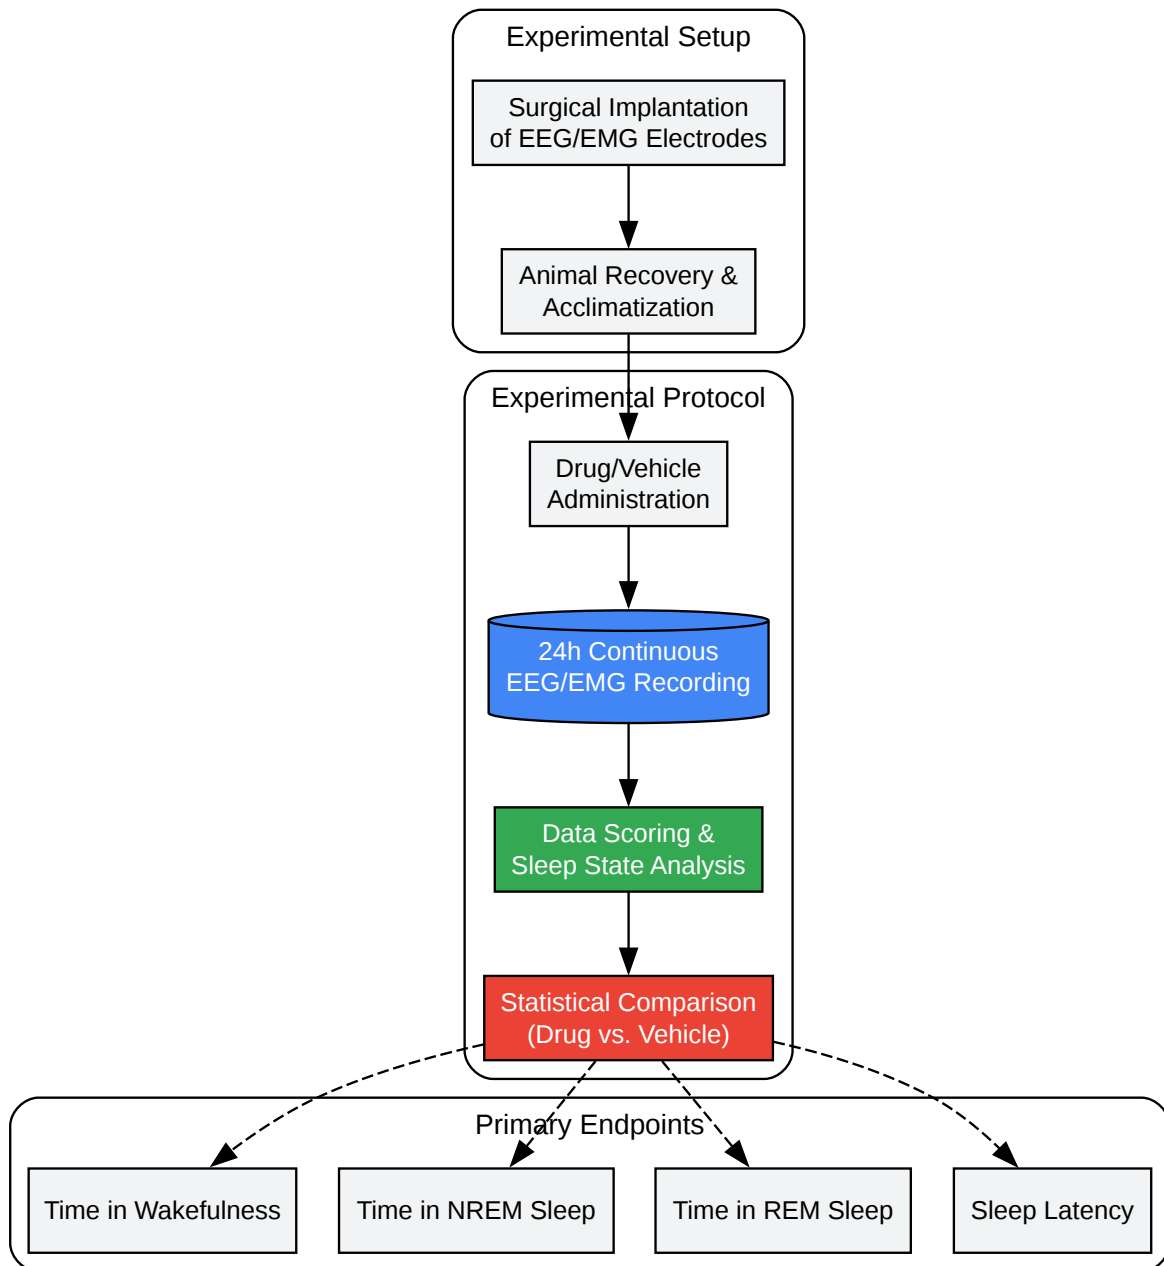 Experimental Setup
Surgical Implantation
of EEG/EMG Electrodes
Animal Recovery &
Acclimatization
Experimental Protocol
Drug/Vehicle
Administration
24h Continuous
EEG/EMG Recording
Data Scoring &
Sleep State Analysis
Statistical Comparison
(Drug vs. Vehicle)
Primary Endpoints
Time in Wakefulness
Time in NREM Sleep
Time in REM Sleep
Sleep Latency